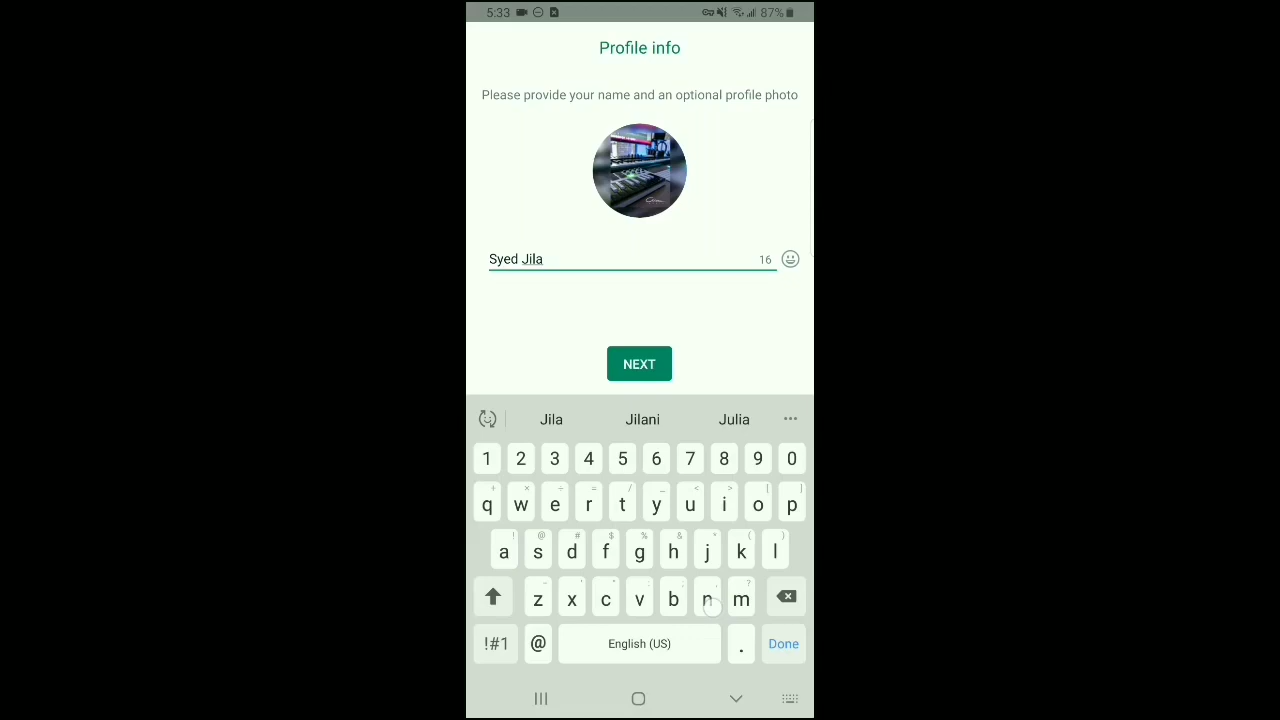 5:33 87%
Profile info
Please provide your name and an optional profile photo
Syed Jila 16
NEXT
Jila Jilani Julia
1 2 3 4 5 6 7 8 9 0
q w e r t y u i o p
a s d f g h j k l
z x c v b n m
!#1 @ English (US) . Done